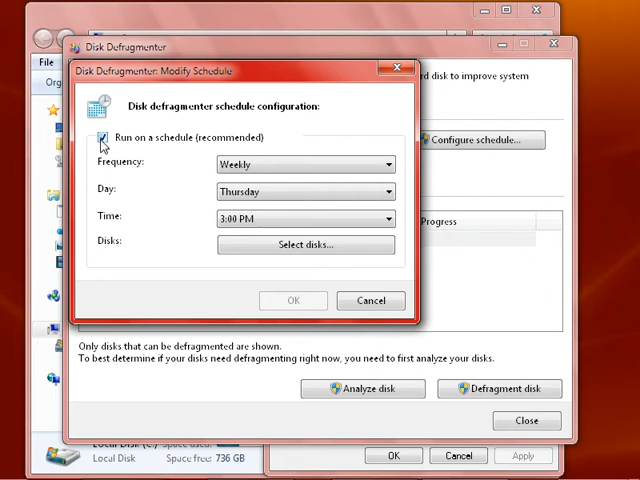 Disk Defragmenter
File
Disk Defragmenter: Modify Schedule
Org
rd disk to improve system
Disk defragmenter schedule configuration:
Run on a schedule (recommended)
Configure schedule...
Frequency: Weekly
Day: Thursday
Time: 3:00 PM
Progress
Disks: Select disks...
OK Cancel
Only disks that can be defragmented are shown.
To best determine if your disks need defragmenting right now, you need to first analyze your disks.
Analyze disk Defragment disk
Close
Local Disk (C:) Space used:
Local Disk Space free: 736 GB
OK Cancel Apply